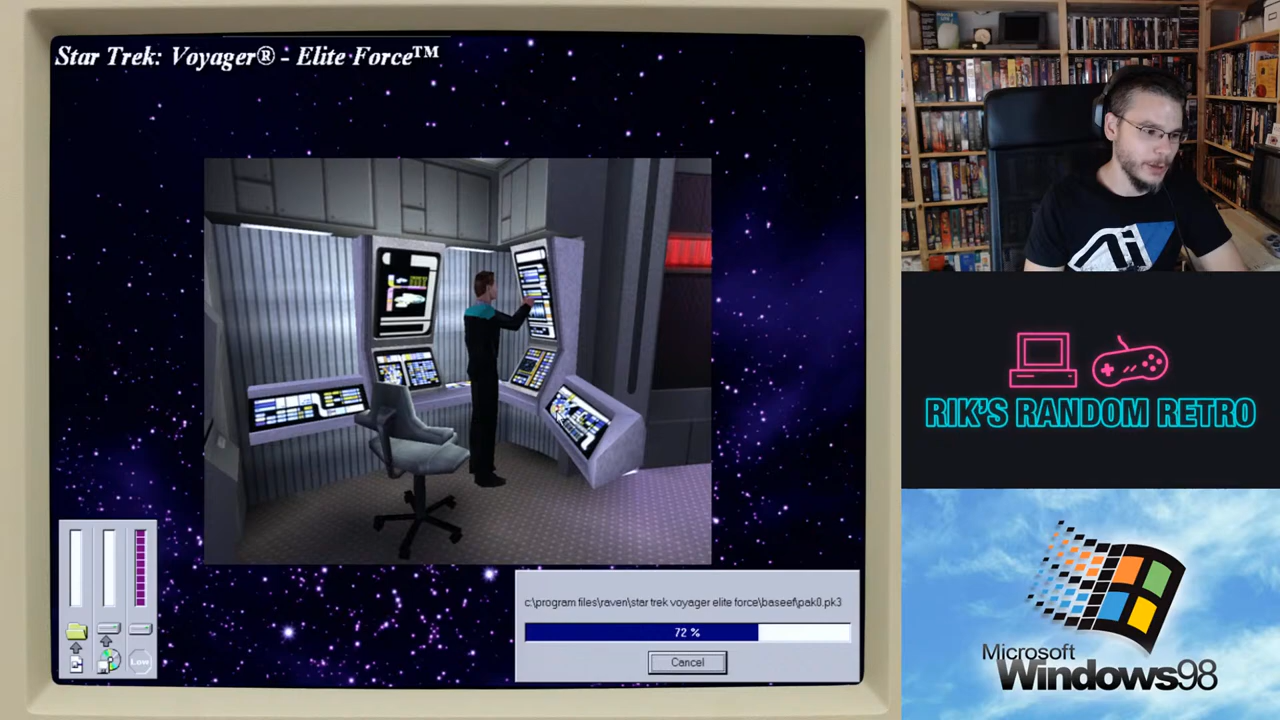 Star Trek: Voyager® - Elite Force™
c:\program files\raven\star trek voyager elite force\baseef\pak0.pk3
72 %
Cancel
Low
RIK'S RANDOM RETRO
Microsoft
Windows98